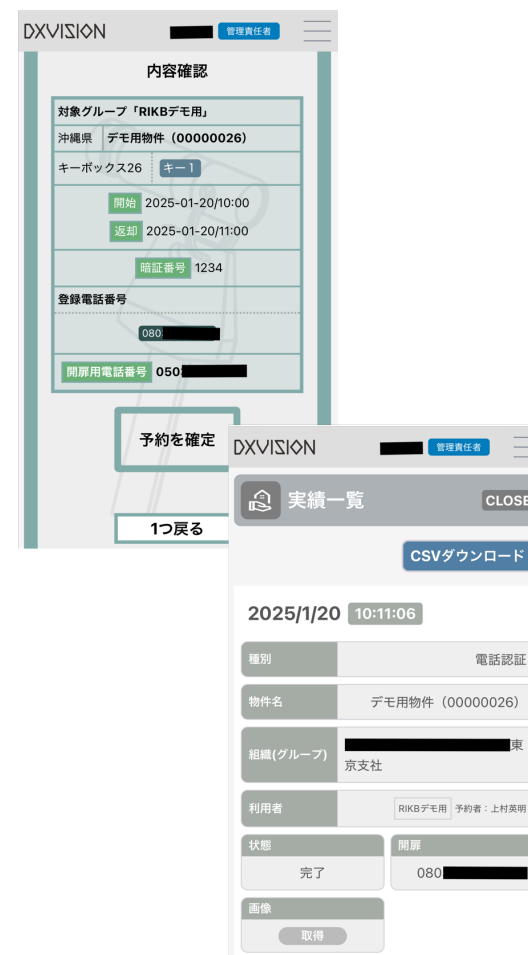 DXVISION
管理責任者
内容確認
対象グループ「RIKBデモ用」
沖縄県 デモ用物件（00000026）
キーボックス26 キー1
開始 2025-01-20/10:00
返却 2025-01-20/11:00
暗証番号 1234
登録電話番号
080
開扉用電話番号 050
予約を確定
1つ戻る
DXVISION
管理責任者
実績一覧
CLOSE
CSVダウンロード
2025/1/20 10:11:06
種別 電話認証
物件名 デモ用物件（00000026）
組織(グループ) 東
京支社
利用者 RIKBデモ用 予約者：上村英明
状態 開扉
完了 080
画像
取得